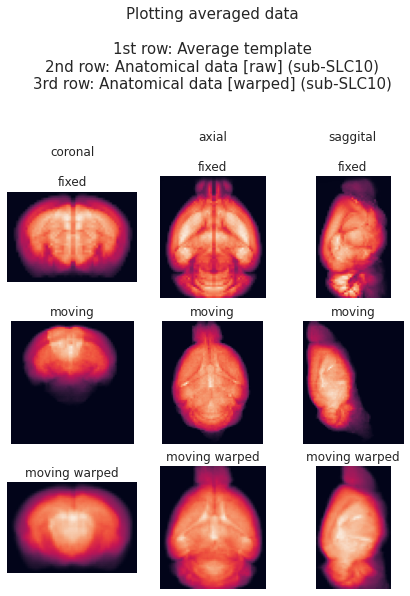 Plotting averaged data
1st row: Average template
2nd row: Anatomical data [raw] (sub-SLC10)
3rd row: Anatomical data [warped] (sub-SLC10)
coronal
axial
saggital
fixed
fixed
fixed
moving
moving
moving
moving warped
moving warped
moving warped